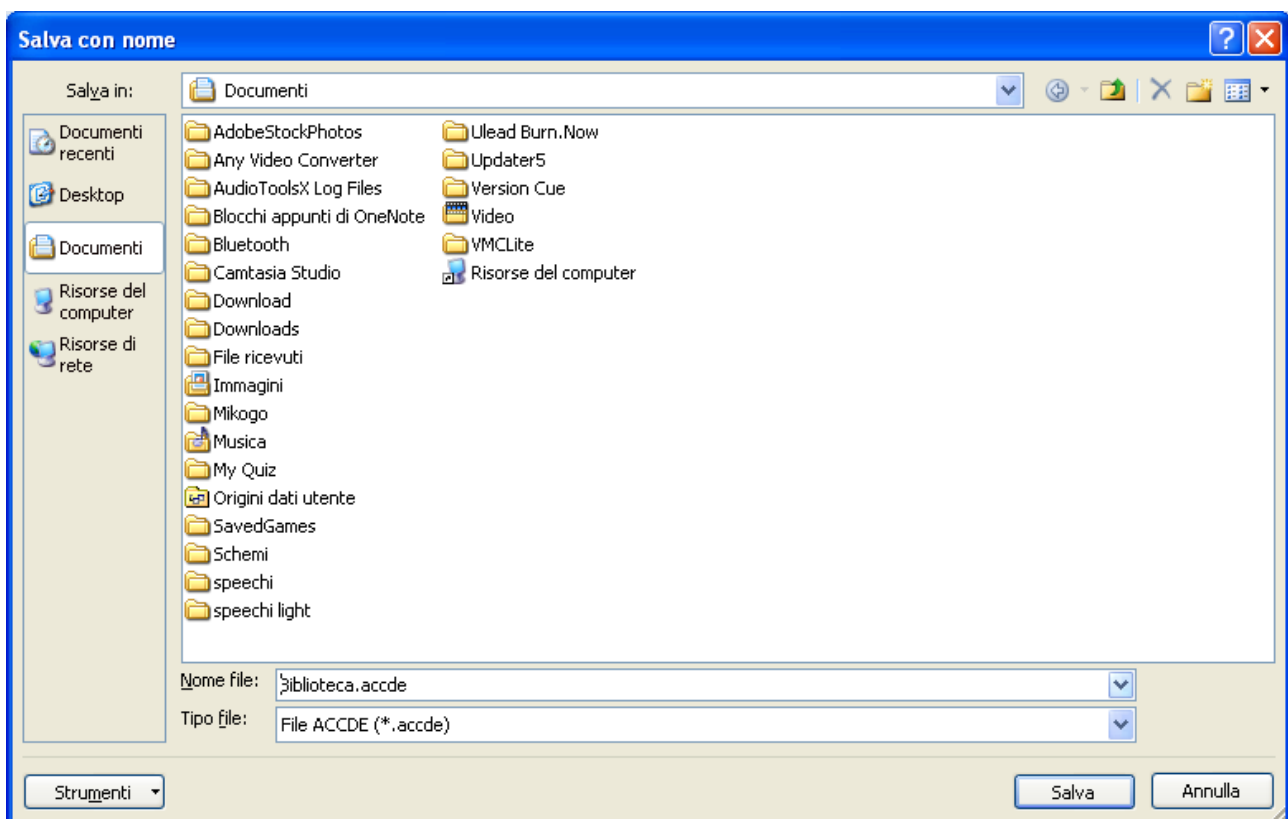 Salva con nome
Salva in:
Documenti
Documenti
recenti
Desktop
Documenti
Risorse del
computer
Risorse di
rete
AdobeStockPhotos
Any Video Converter
AudioToolsX Log Files
Blocchi appunti di OneNote
Bluetooth
Camtasia Studio
Download
Downloads
File ricevuti
Immagini
Mikogo
Musica
My Quiz
Origini dati utente
SavedGames
Schemi
speechi
speechi light
Ulead Burn.Now
Updater5
Version Cue
Video
VMCLite
Risorse del computer
Nome file:
Biblioteca.accde
Tipo file:
File ACCDE (*.accde)
Strumenti
Salva
Annulla